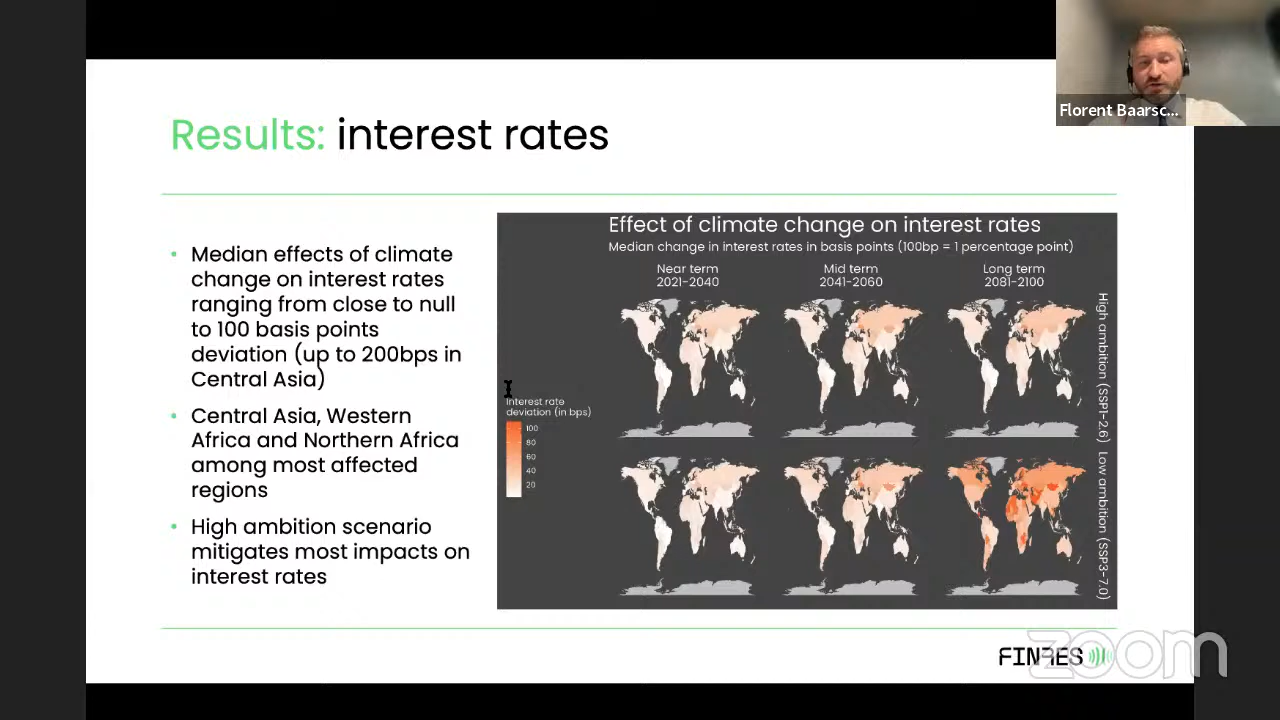 Florent Baarsc...
Results: interest rates
Median effects of climate
change on interest rates
ranging from close to null
to 100 basis points
deviation (up to 200bps in
Central Asia)
Central Asia, Western
Africa and Northern Africa
among most affected
regions
High ambition scenario
mitigates most impacts on
interest rates
Effect of climate change on interest rates
Median change in interest rates in basis points (100bp = 1 percentage point)
Near term
2021-2040
Mid term
2041-2060
Long term
2081-2100
High ambition (SSP1-2.6)
Low ambition (SSP3-7.0)
Interest rate
deviation (in bps)
100
80
60
40
20
FINRES
zoom